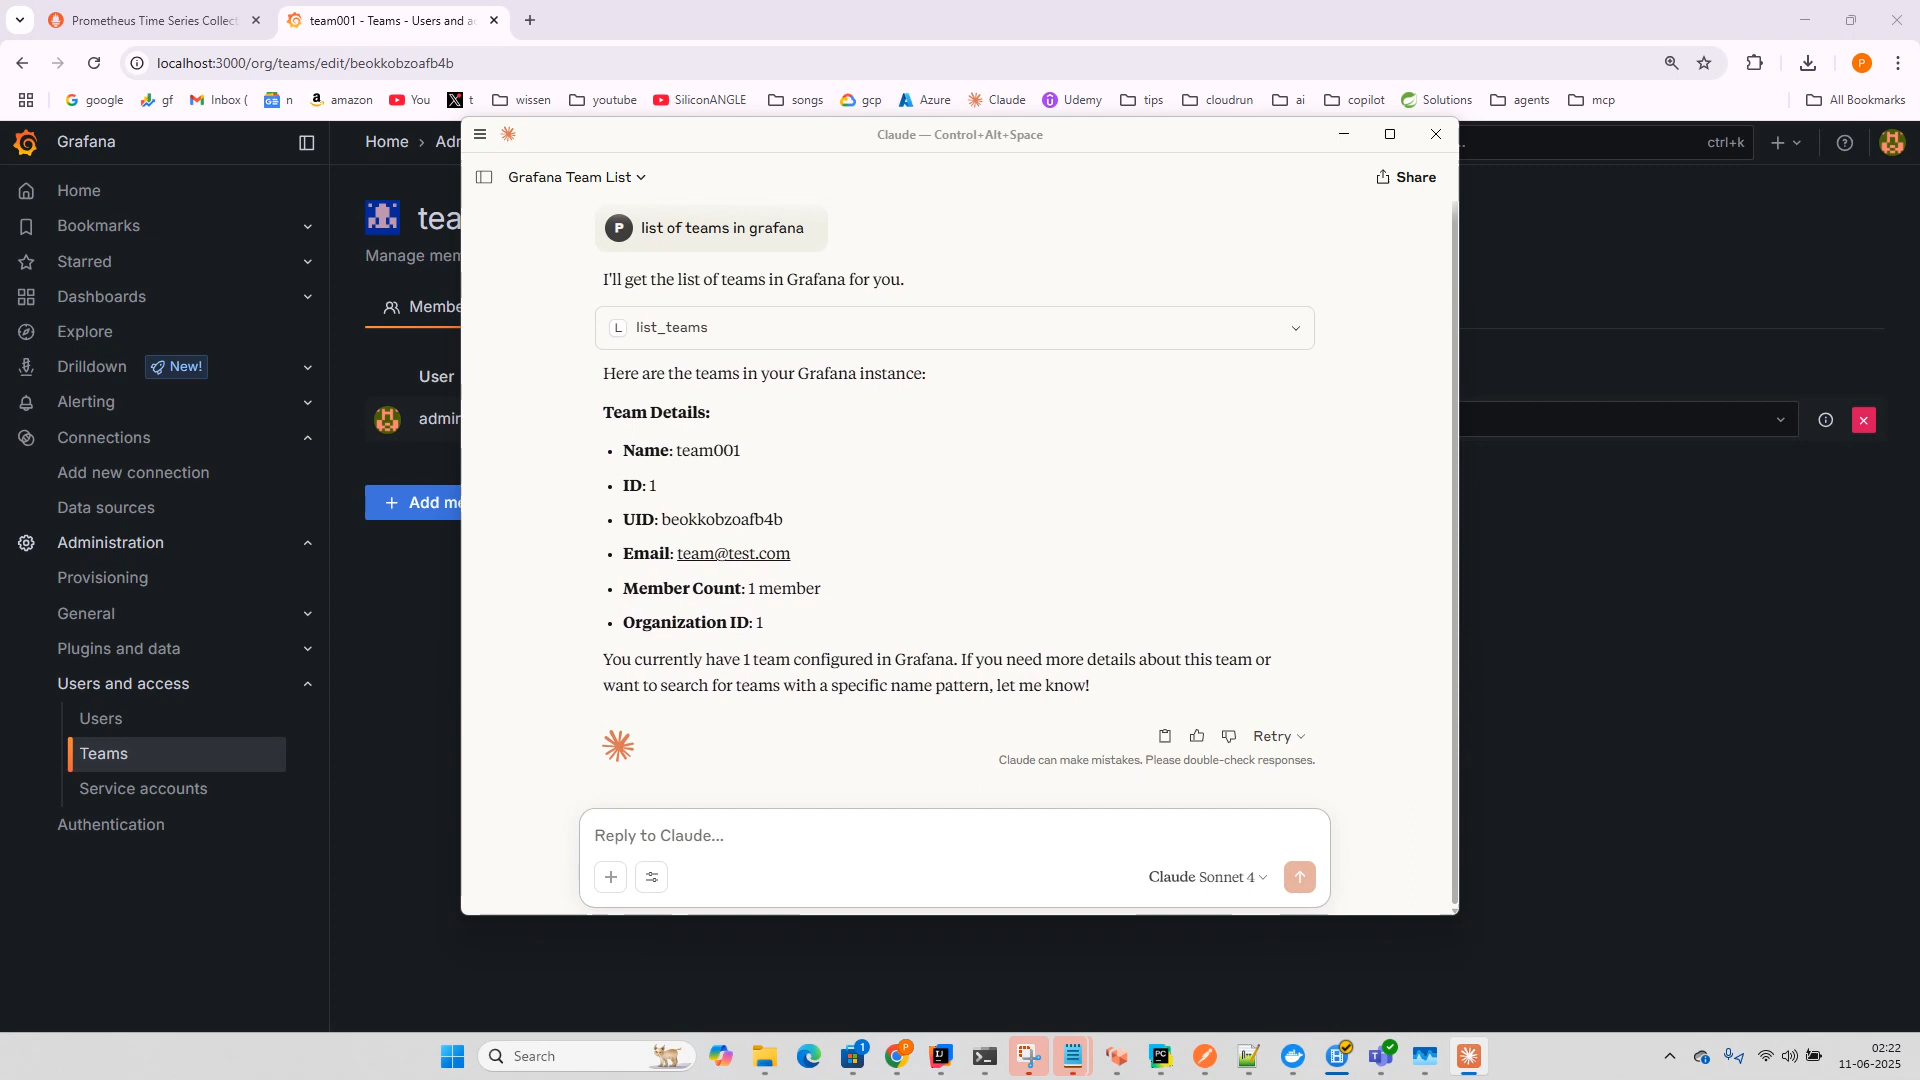 Prometheus Time Series Collect
team001 - Teams - Users and ac
localhost:3000/org/teams/edit/beokkobzoafb4b
P
google
gf
Inbox (
n
amazon
You
t
wissen
youtube
SiliconANGLE
songs
gcp
Azure
Claude
Udemy
tips
cloudrun
ai
copilot
Solutions
agents
mcp
All Bookmarks
Grafana
Home › Adm
ctrl+k
Home
Bookmarks
Starred
Dashboards
Explore
Drilldown
New!
Alerting
Connections
Add new connection
Data sources
Administration
Provisioning
General
Plugins and data
Users and access
Users
Teams
Service accounts
Authentication
tea
Manage mem
Membe
User
admin
+ Add me
Claude — Control+Alt+Space
Grafana Team List
Share
P
list of teams in grafana
I'll get the list of teams in Grafana for you.
L
list_teams
Here are the teams in your Grafana instance:
Team Details:
• Name: team001
• ID: 1
• UID: beokkobzoafb4b
• Email: team@test.com
• Member Count: 1 member
• Organization ID: 1
You currently have 1 team configured in Grafana. If you need more details about this team or
want to search for teams with a specific name pattern, let me know!
Retry
Claude can make mistakes. Please double-check responses.
Reply to Claude...
Claude Sonnet 4
Search
1
P
IJ
PC
02:22
11-06-2025